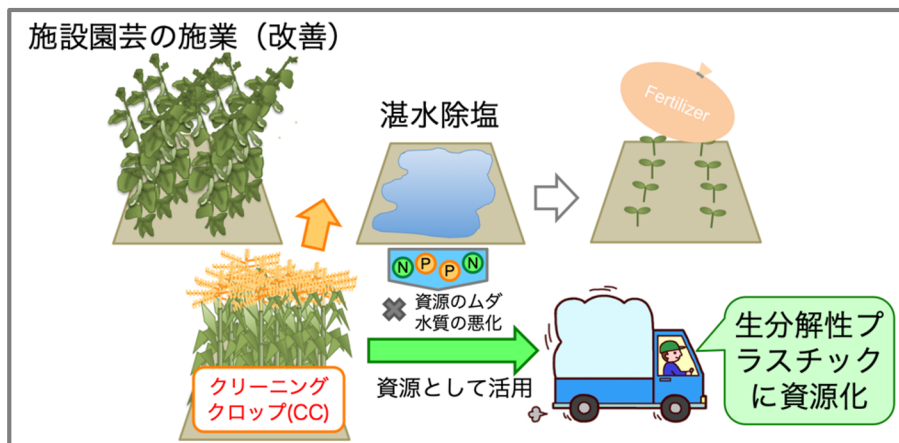 施設園芸の施業（改善）
湛水除塩
Fertilizer
N P P N
資源のムダ
水質の悪化
資源として活用
クリーニング
クロップ(CC)
生分解性プ
ラスチック
に資源化